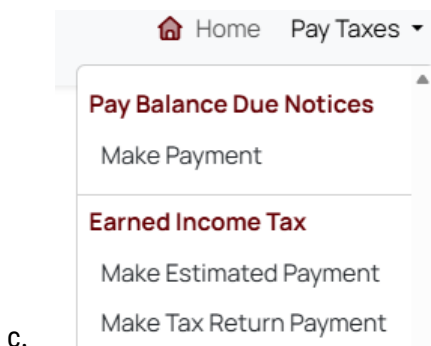 Home Pay Taxes
Pay Balance Due Notices
Make Payment
Earned Income Tax
Make Estimated Payment
c. Make Tax Return Payment